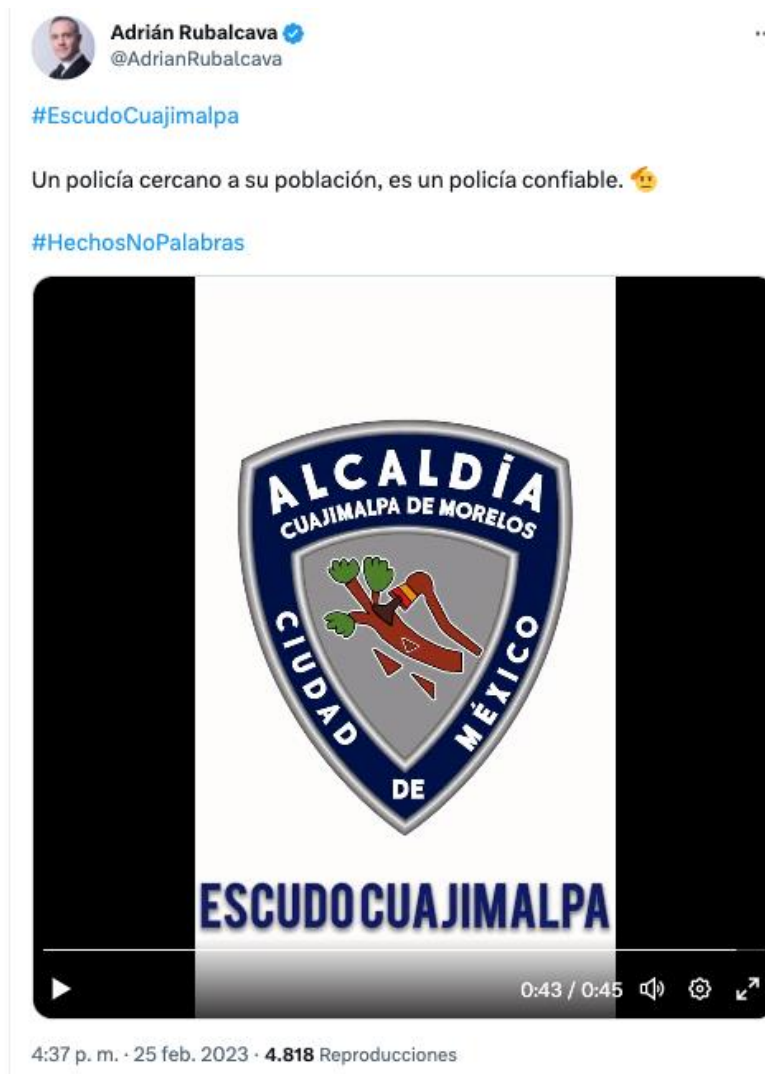 Adrián Rubalcava
@AdrianRubalcava
#EscudoCuajimalpa
Un policía cercano a su población, es un policía confiable.
#HechosNoPalabras
ALCALDÍA
CUAJIMALPA DE MORELOS
CIUDAD
DE
MÉXICO
ESCUDO CUAJIMALPA
0:43 / 0:45
4:37 p. m. · 25 feb. 2023 · 4.818 Reproducciones